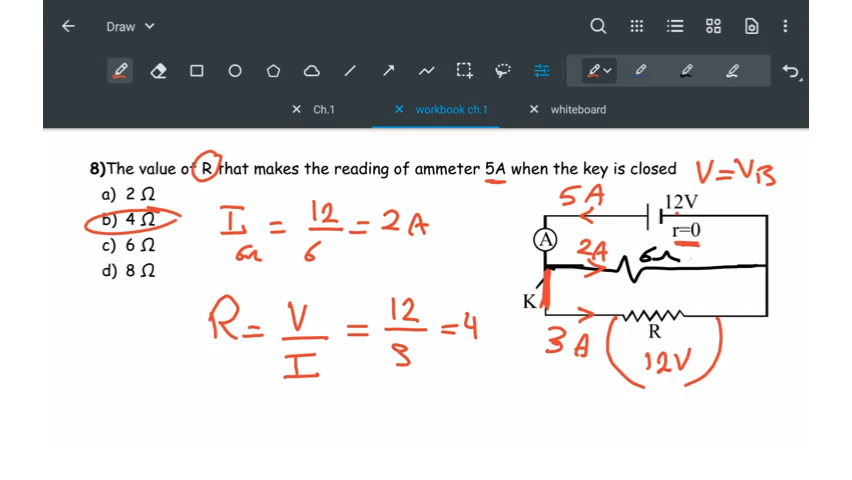 Draw
Ch.1
workbook ch.1
whiteboard
8)The value of R that makes the reading of ammeter 5A when the key is closed
a) 2 Ω
b) 4 Ω
c) 6 Ω
d) 8 Ω
I 6Ω = 12/6 = 2A
R = V/I = 12/3 = 4
V = VB
5A
12V
r=0
A
2A
6Ω
K
3A
R
12V